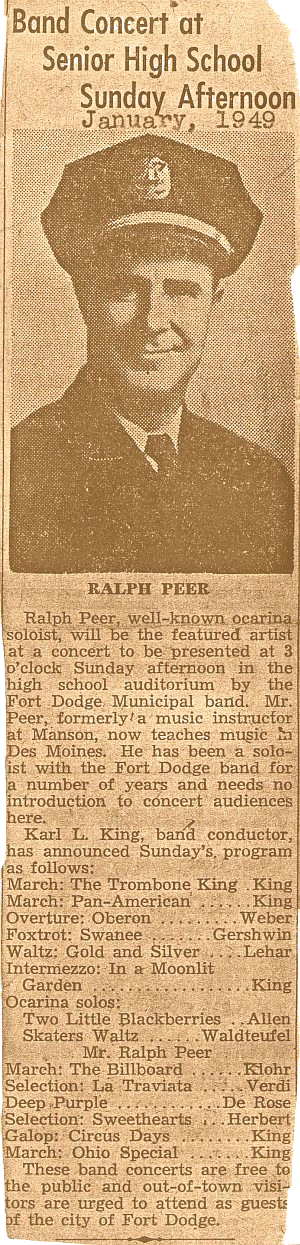 Band Concert at
Senior High School
Sunday Afternoon
January, 1949
RALPH PEER
Ralph Peer, well-known ocarina
soloist, will be the featured artist
at a concert to be presented at 3
o'clock Sunday afternoon in the
high school auditorium by the
Fort Dodge Municipal band. Mr.
Peer, formerly a music instructor
at Manson, now teaches music in
Des Moines. He has been a solo-
ist with the Fort Dodge band for
a number of years and needs no
introduction to concert audiences
here.
Karl L. King, band conductor,
has announced Sunday's program
as follows:
March: The Trombone King .King
March: Pan-American ......King
Overture: Oberon .........Weber
Foxtrot: Swanee .......Gershwin
Waltz: Gold and Silver ....Lehar
Intermezzo: In a Moonlit
Garden ...................King
Ocarina solos:
Two Little Blackberries ..Allen
Skaters Waltz ......Waldteufel
Mr. Ralph Peer
March: The Billboard .....Klohr
Selection: La Traviata .....Verdi
Deep Purple ............De Rose
Selection: Sweethearts ...Herbert
Galop: Circus Days ........King
March: Ohio Special .......King
These band concerts are free to
the public and out-of-town visi-
tors are urged to attend as guests
of the city of Fort Dodge.